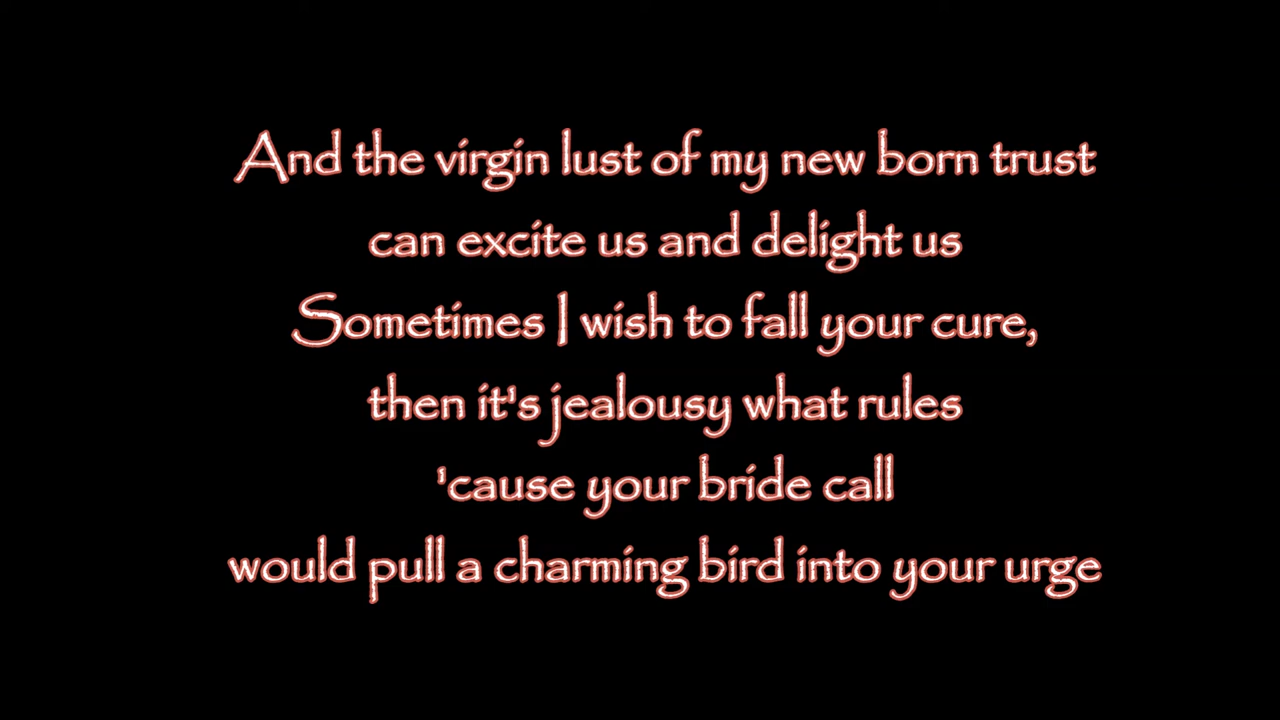 And the virgin lust of my new born trust
can excite us and delight us
Sometimes I wish to fall your cure,
then it's jealousy what rules
'cause your bride call
would pull a charming bird into your urge